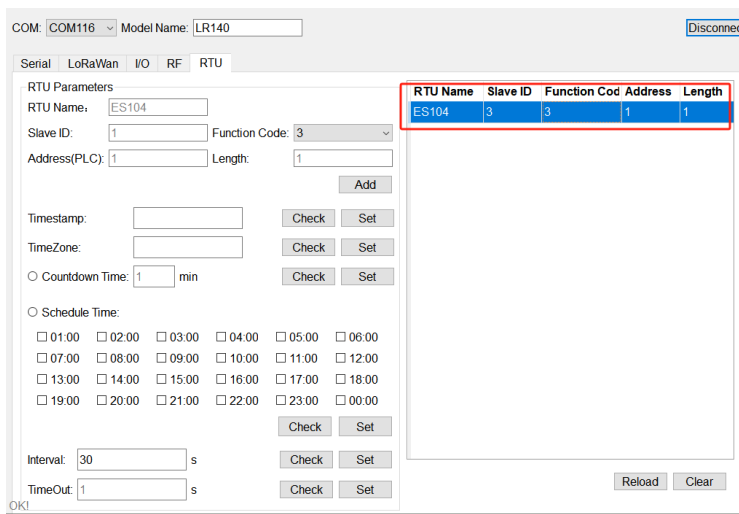 COM: COM116 Model Name: LR140 Disconnec
Serial LoRaWan I/O RF RTU
RTU Parameters
RTU Name： ES104
Slave ID: 1 Function Code: 3
Address(PLC): 1 Length: 1
Add
Timestamp: Check Set
TimeZone: Check Set
Countdown Time: 1 min Check Set
Schedule Time:
01:00 02:00 03:00 04:00 05:00 06:00
07:00 08:00 09:00 10:00 11:00 12:00
13:00 14:00 15:00 16:00 17:00 18:00
19:00 20:00 21:00 22:00 23:00 00:00
Check Set
Interval: 30 s Check Set
TimeOut: 1 s Check Set
OK!
RTU Name Slave ID Function Cod Address Length
ES104 3 3 1 1
Reload Clear